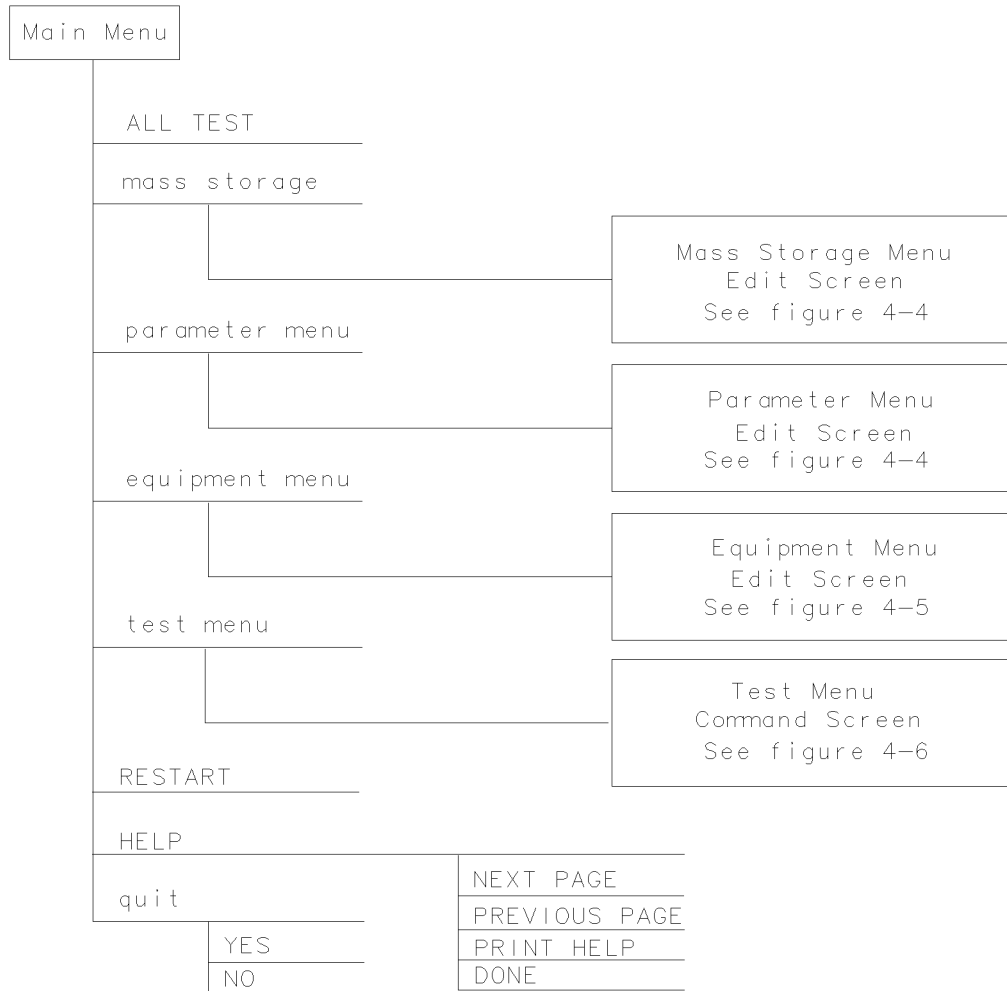 Main Menu
ALL TEST
mass storage
Mass Storage Menu
Edit Screen
See figure 4-4
parameter menu
Parameter Menu
Edit Screen
See figure 4-4
equipment menu
Equipment Menu
Edit Screen
See figure 4-5
test menu
Test Menu
Command Screen
See figure 4-6
RESTART
HELP
NEXT PAGE
PREVIOUS PAGE
PRINT HELP
DONE
quit
YES
NO